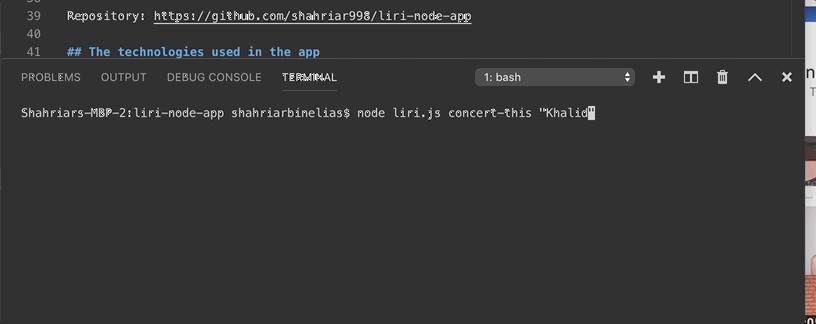 39 Repository: https://github.com/shahriar998/liri-node-app
40
41 ## The technologies used in the app
PROBLEMS OUTPUT DEBUG CONSOLE TERMINAL 1: bash
Shahriars-MBP-2:liri-node-app shahriarbinelias$ node liri.js concert-this "Khalid"